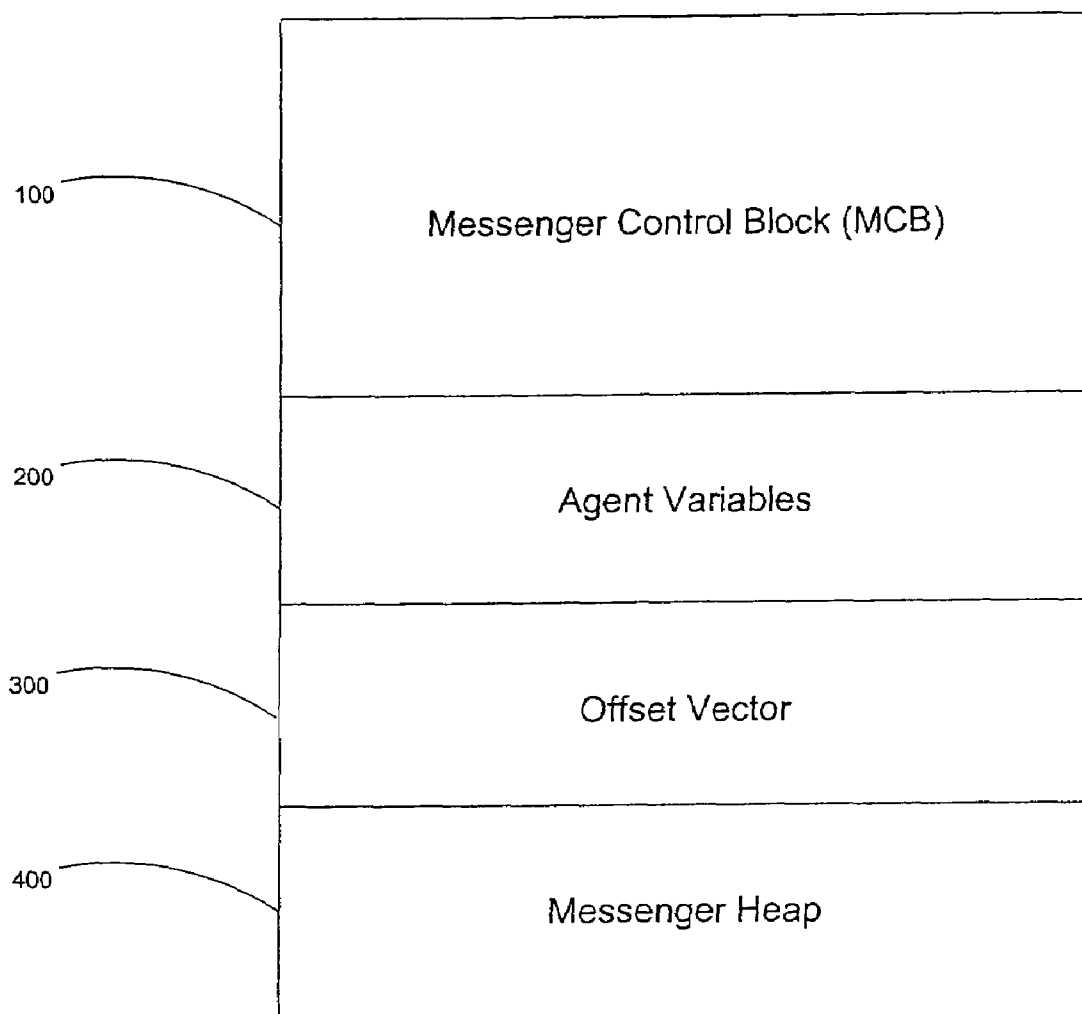 100
Messenger Control Block (MCB)
200
Agent Variables
300
Offset Vector
400
Messenger Heap